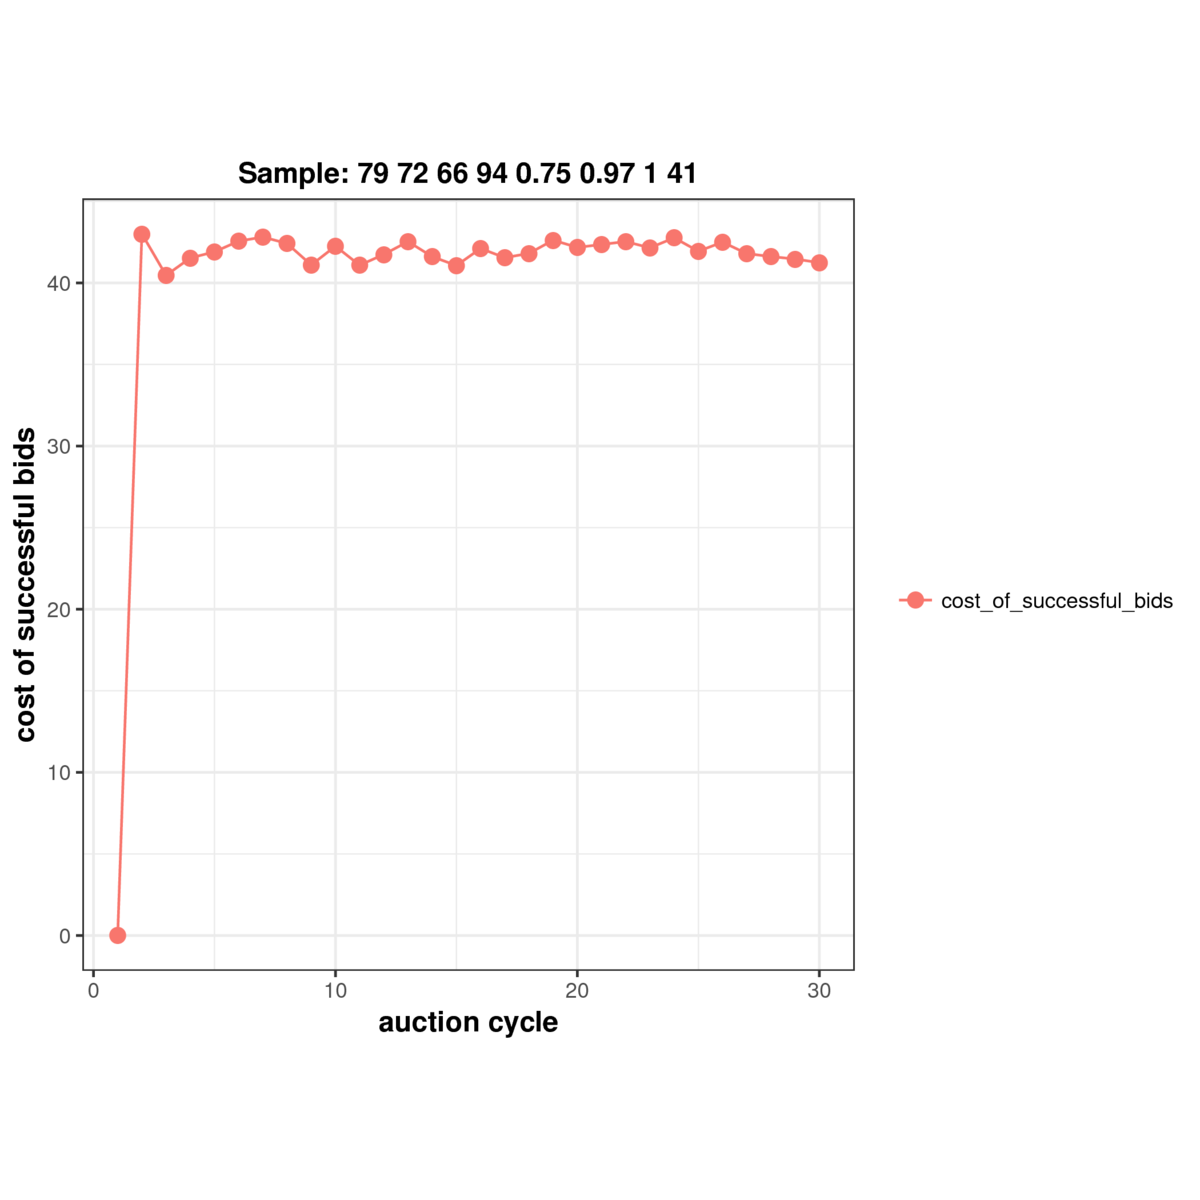 Sample: 79 72 66 94 0.75 0.97 1 41
cost of successful bids
40
30
20
10
0
0 10 20 30
auction cycle
cost_of_successful_bids